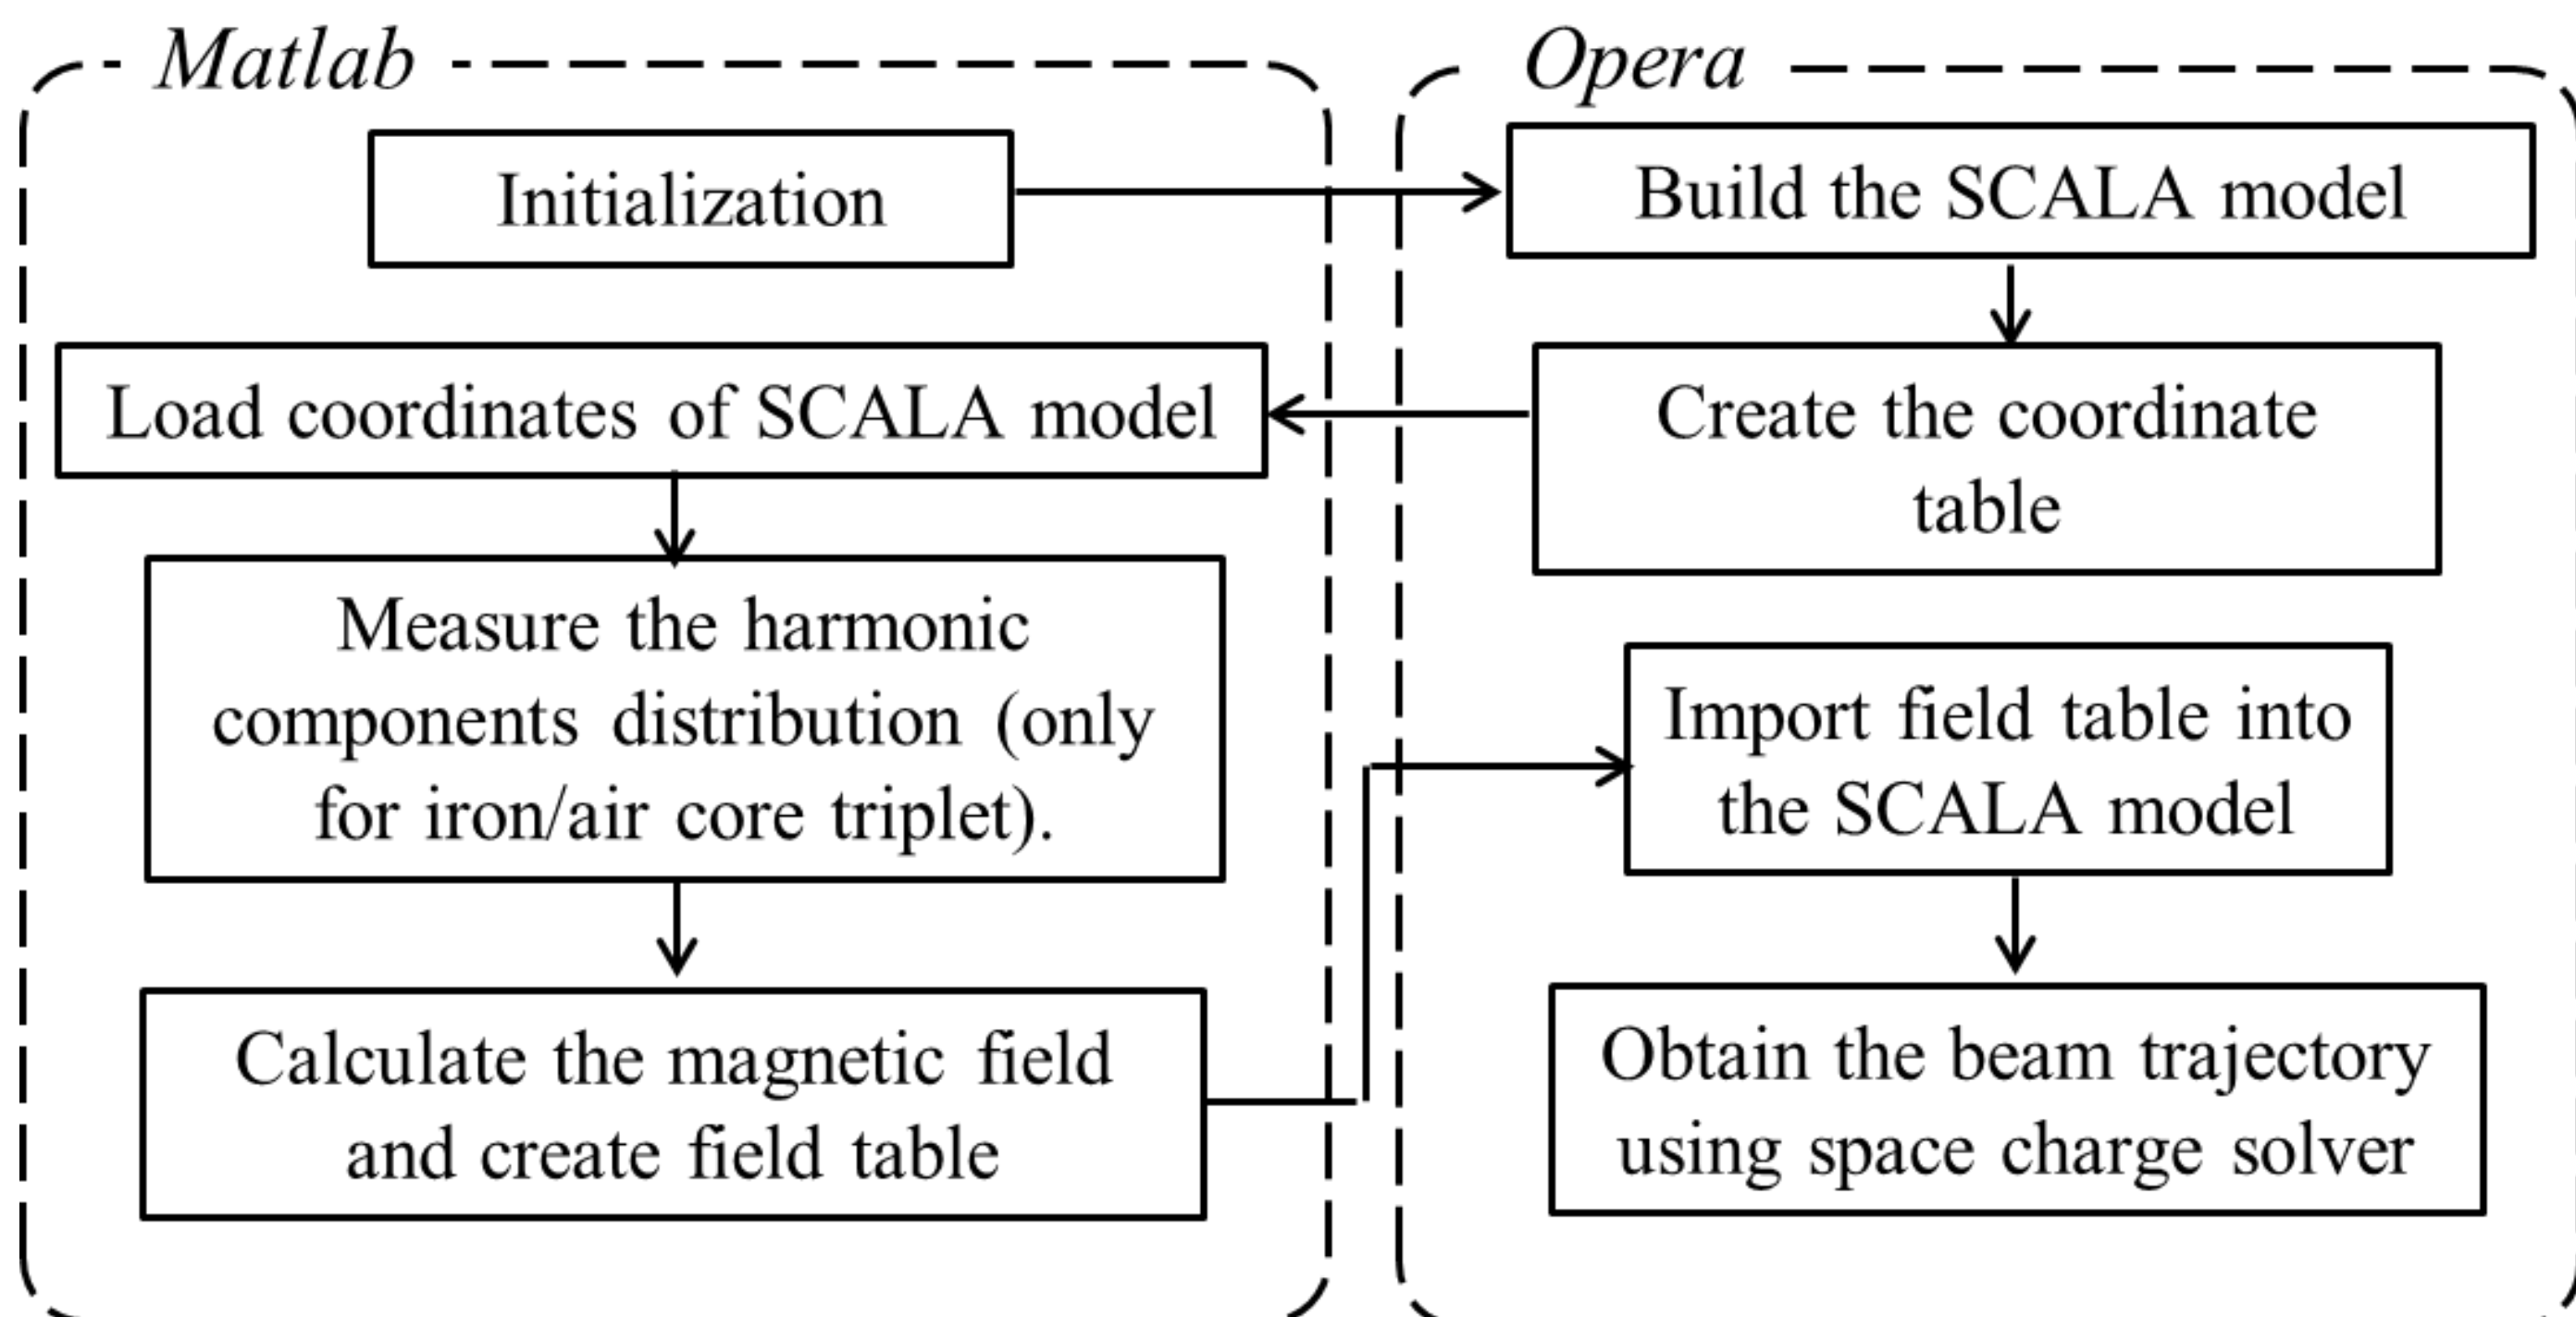 Matlab
Initialization
Load coordinates of SCALA model
Measure the harmonic
components distribution (only
for iron/air core triplet).
Calculate the magnetic field
and create field table
Opera
Build the SCALA model
Create the coordinate
table
Import field table into
the SCALA model
Obtain the beam trajectory
using space charge solver